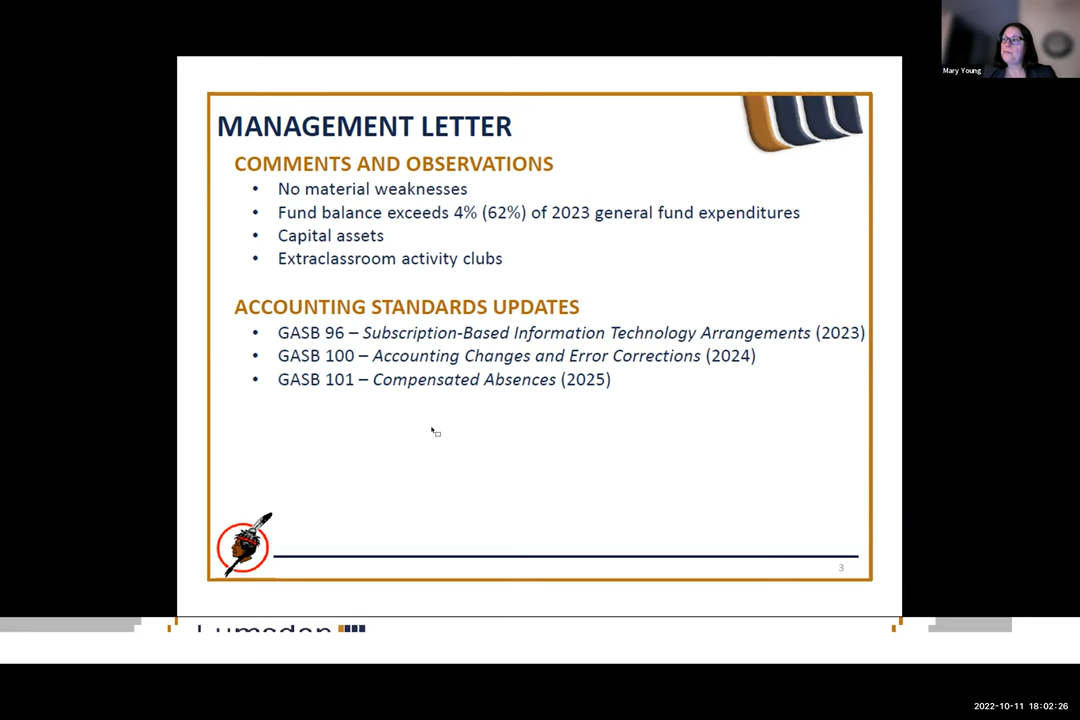 Mary Young
MANAGEMENT LETTER
COMMENTS AND OBSERVATIONS
• No material weaknesses
• Fund balance exceeds 4% (62%) of 2023 general fund expenditures
• Capital assets
• Extraclassroom activity clubs
ACCOUNTING STANDARDS UPDATES
• GASB 96 – Subscription-Based Information Technology Arrangements (2023)
• GASB 100 – Accounting Changes and Error Corrections (2024)
• GASB 101 – Compensated Absences (2025)
3
2022-10-11 18:02:26